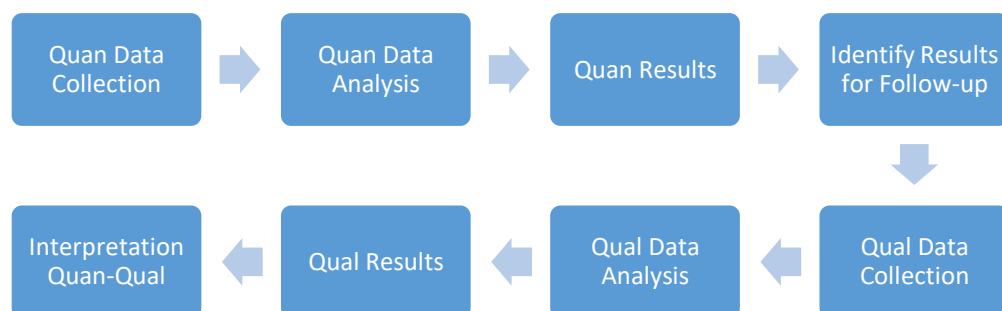 Quan Data
Collection
Quan Data
Analysis
Quan Results
Identify Results
for Follow-up
Qual Data
Collection
Qual Data
Analysis
Qual Results
Interpretation
Quan-Qual